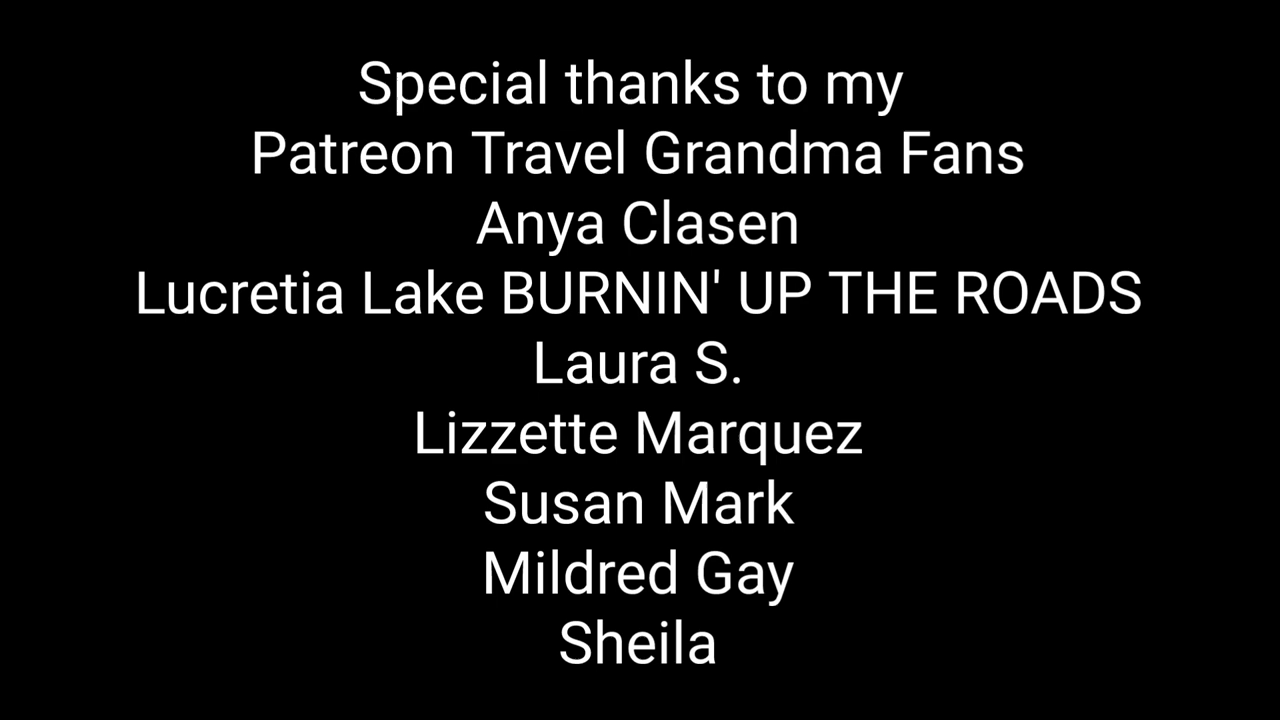 Special thanks to my
Patreon Travel Grandma Fans
Anya Clasen
Lucretia Lake BURNIN' UP THE ROADS
Laura S.
Lizzette Marquez
Susan Mark
Mildred Gay
Sheila